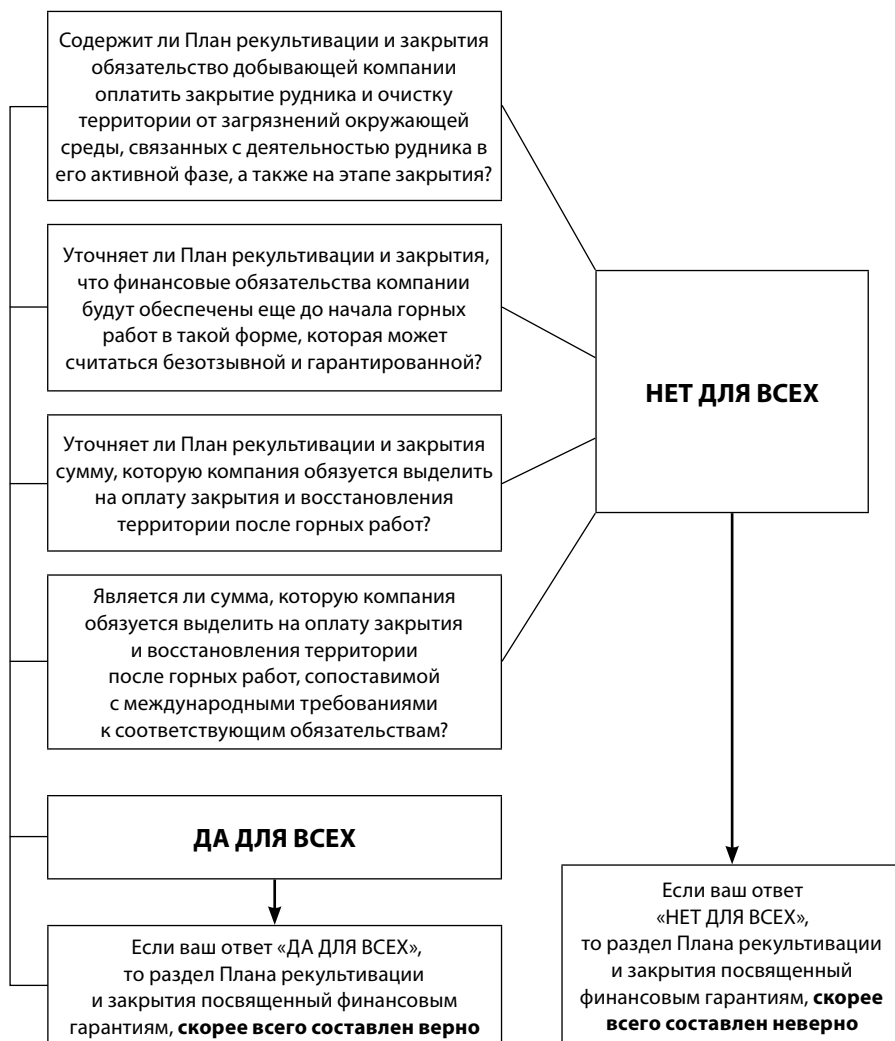 Содержит ли План рекультивации и закрытия
обязательство добывающей компании
оплатить закрытие рудника и очистку
территории от загрязнений окружающей
среды, связанных с деятельностью рудника в
его активной фазе, а также на этапе закрытия?
Уточняет ли План рекультивации и закрытия,
что финансовые обязательства компании
будут обеспечены еще до начала горных
работ в такой форме, которая может
считаться безотзывной и гарантированной?
Уточняет ли План рекультивации и закрытия
сумму, которую компания обязуется выделить
на оплату закрытия и восстановления
территории после горных работ?
Является ли сумма, которую компания
обязуется выделить на оплату закрытия
и восстановления территории
после горных работ, сопоставимой
с международными требованиями
к соответствующим обязательствам?
НЕТ ДЛЯ ВСЕХ
ДА ДЛЯ ВСЕХ
Если ваш ответ «ДА ДЛЯ ВСЕХ»,
то раздел Плана рекультивации
и закрытия посвященный финансовым
гарантиям, скорее всего составлен верно
Если ваш ответ
«НЕТ ДЛЯ ВСЕХ»,
то раздел Плана рекультивации
и закрытия посвященный
финансовым гарантиям, скорее
всего составлен неверно